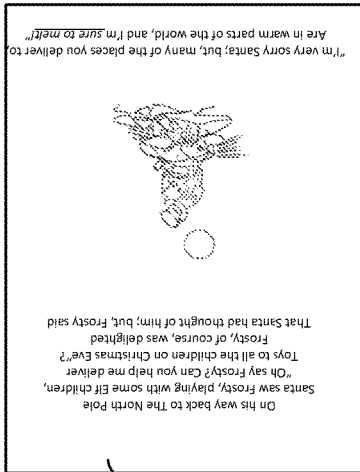 On his way back to The North Pole
Santa saw Frosty, playing with some Elf children,
"Oh say Frosty? Can you help me deliver
Toys to all the children on Christmas Eve"?
Frosty, of course, was delighted
That Santa had thought of him; but, Frosty said
"I'm very sorry Santa; but, many of the places you deliver to,
Are in warm parts of the world, and I'm sure to melt!"